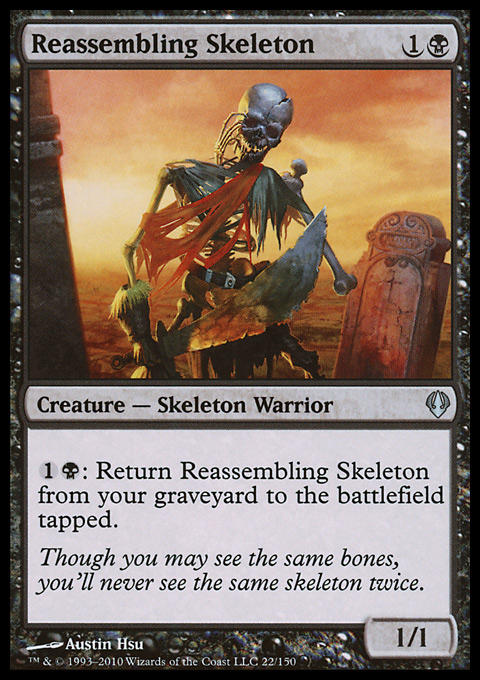 Reassembling Skeleton 1
Creature — Skeleton Warrior
1 : Return Reassembling Skeleton
from your graveyard to the battlefield
tapped.
Though you may see the same bones,
you'll never see the same skeleton twice.
1/1
Austin Hsu
™ & © 1993–2010 Wizards of the Coast LLC 22/150